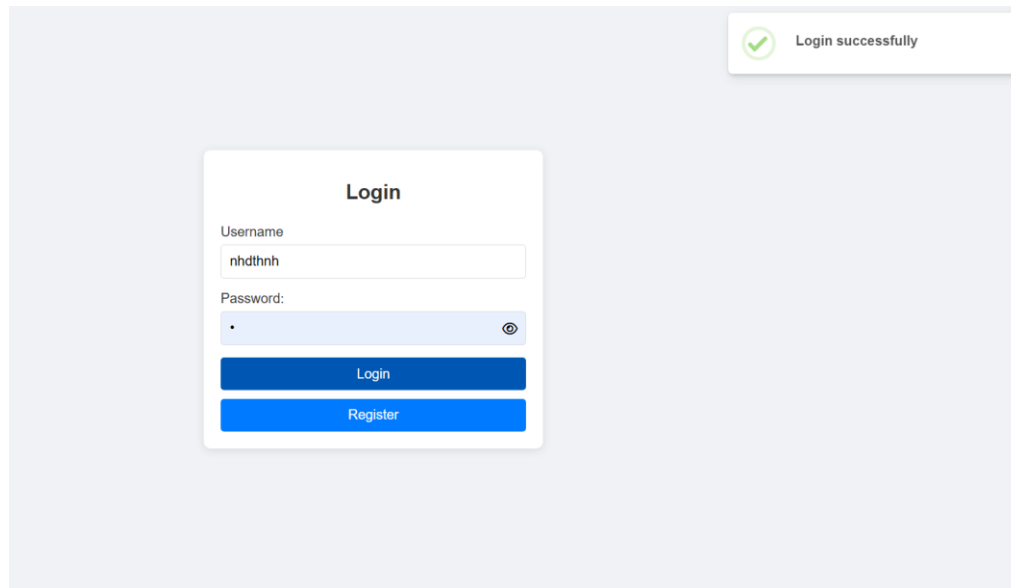 Login successfully
Login
Username
nhdthnh
Password:
•
Login
Register